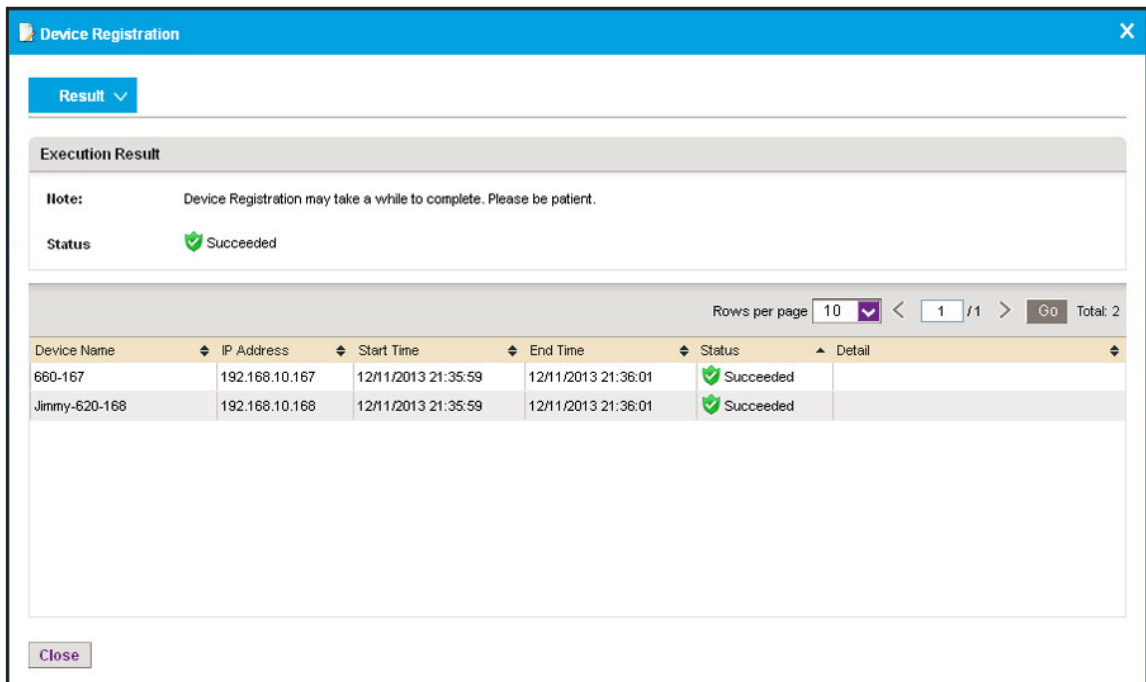 Device Registration X
Result
Execution Result
Note: Device Registration may take a while to complete. Please be patient.
Status Succeeded
Rows per page 10 < 1 /1 > Go Total: 2
Device Name IP Address Start Time End Time Status Detail
660-167 192.168.10.167 12/11/2013 21:35:59 12/11/2013 21:36:01 Succeeded
Jimmy-620-168 192.168.10.168 12/11/2013 21:35:59 12/11/2013 21:36:01 Succeeded
Close